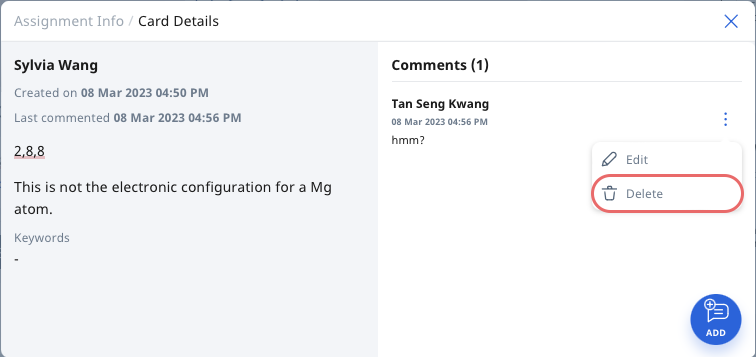 Assignment Info / Card Details
Sylvia Wang
Created on 08 Mar 2023 04:50 PM
Last commented 08 Mar 2023 04:56 PM
2,8,8
This is not the electronic configuration for a Mg
atom.
Keywords
-
Comments (1)
Tan Seng Kwang
08 Mar 2023 04:56 PM
hmm?
Edit
Delete
ADD